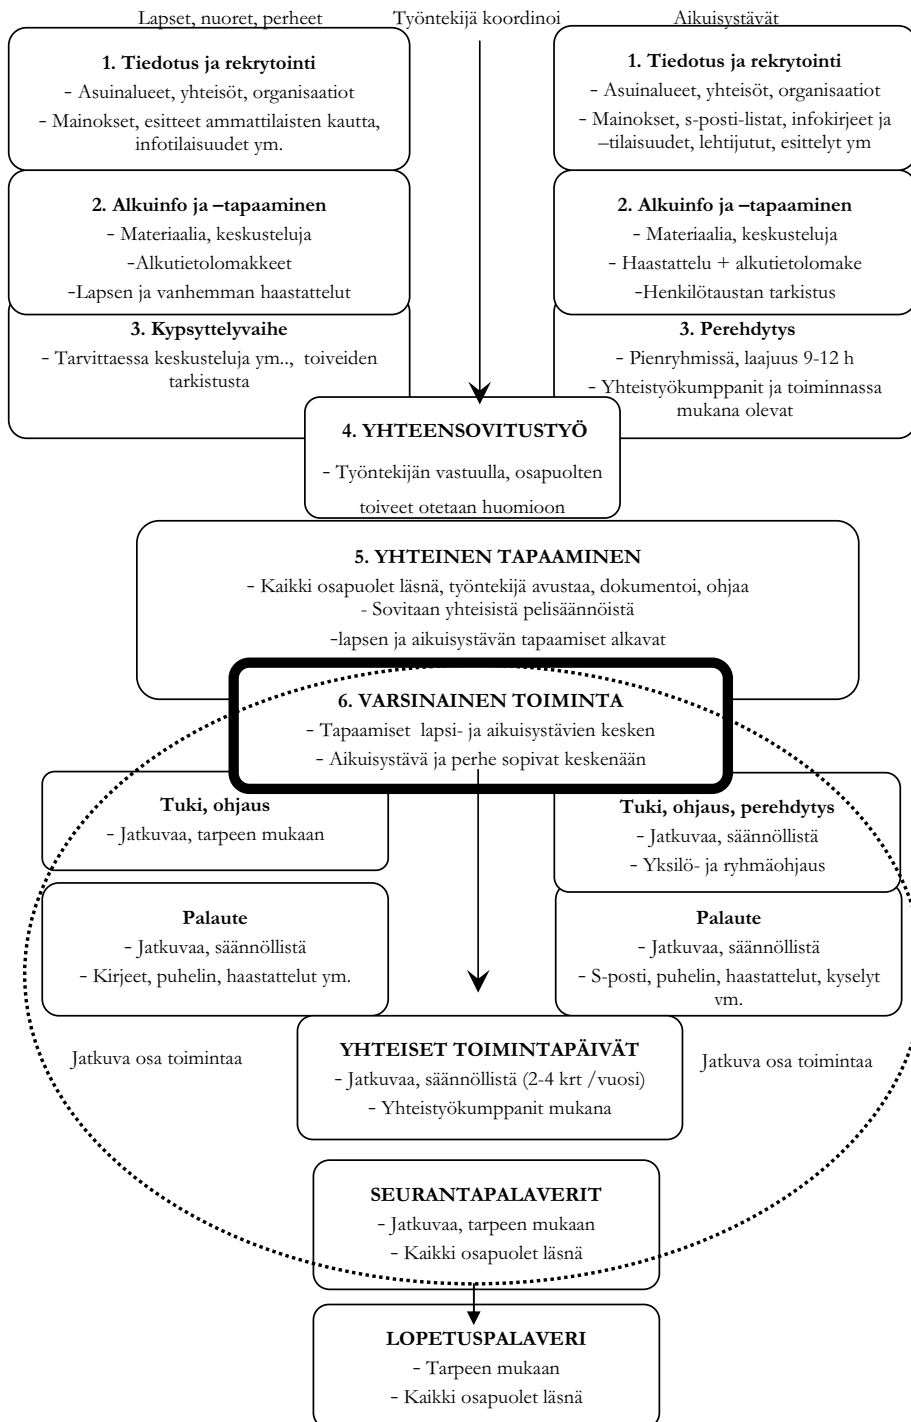 Lapset, nuoret, perheet
Työntekijä koordinoi
Aikuisystävät
1. Tiedotus ja rekrytointi
- Asuinalueet, yhteisöt, organisaatiot
- Mainokset, esitteet ammattilaisten kautta,
infotilaisuudet ym.
1. Tiedotus ja rekrytointi
- Asuinalueet, yhteisöt, organisaatiot
- Mainokset, s-posti-listat, infokirjeet ja
–tilaisuudet, lehtijutut, esittelyt ym
2. Alkuinfo ja –tapaaminen
- Materiaalia, keskusteluja
-Alkutietolomakkeet
-Lapsen ja vanhemman haastattelut
2. Alkuinfo ja –tapaaminen
- Materiaalia, keskusteluja
- Haastattelu + alkutietolomake
-Henkilötaustan tarkistus
3. Kypsyttelyvaihe
- Tarvittaessa keskusteluja ym.., toiveiden
tarkistusta
3. Perehdytys
- Pienryhmissä, laajuus 9-12 h
- Yhteistyökumppanit ja toiminnassa
mukana olevat
4. YHTEENSOVITUSTYÖ
- Työntekijän vastuulla, osapuolten
toiveet otetaan huomioon
5. YHTEINEN TAPAAMINEN
- Kaikki osapuolet läsnä, työntekijä avustaa, dokumentoi, ohjaa
- Sovitaan yhteisistä pelisäännöistä
-lapsen ja aikuisystävän tapaamiset alkavat
6. VARSINAINEN TOIMINTA
- Tapaamiset lapsi- ja aikuisystävien kesken
- Aikuisystävä ja perhe sopivat keskenään
Tuki, ohjaus
- Jatkuvaa, tarpeen mukaan
Tuki, ohjaus, perehdytys
- Jatkuvaa, säännöllistä
- Yksilö- ja ryhmäohjaus
Palaute
- Jatkuvaa, säännöllistä
- Kirjeet, puhelin, haastattelut ym.
Palaute
- Jatkuvaa, säännöllistä
- S-posti, puhelin, haastattelut, kyselyt
ym.
Jatkuva osa toimintaa
YHTEISET TOIMINTAPÄIVÄT
- Jatkuvaa, säännöllistä (2-4 krt /vuosi)
- Yhteistyökumppanit mukana
Jatkuva osa toimintaa
SEURANTAPALAVERIT
- Jatkuvaa, tarpeen mukaan
- Kaikki osapuolet läsnä
LOPETUSPALAVERI
- Tarpeen mukaan
- Kaikki osapuolet läsnä